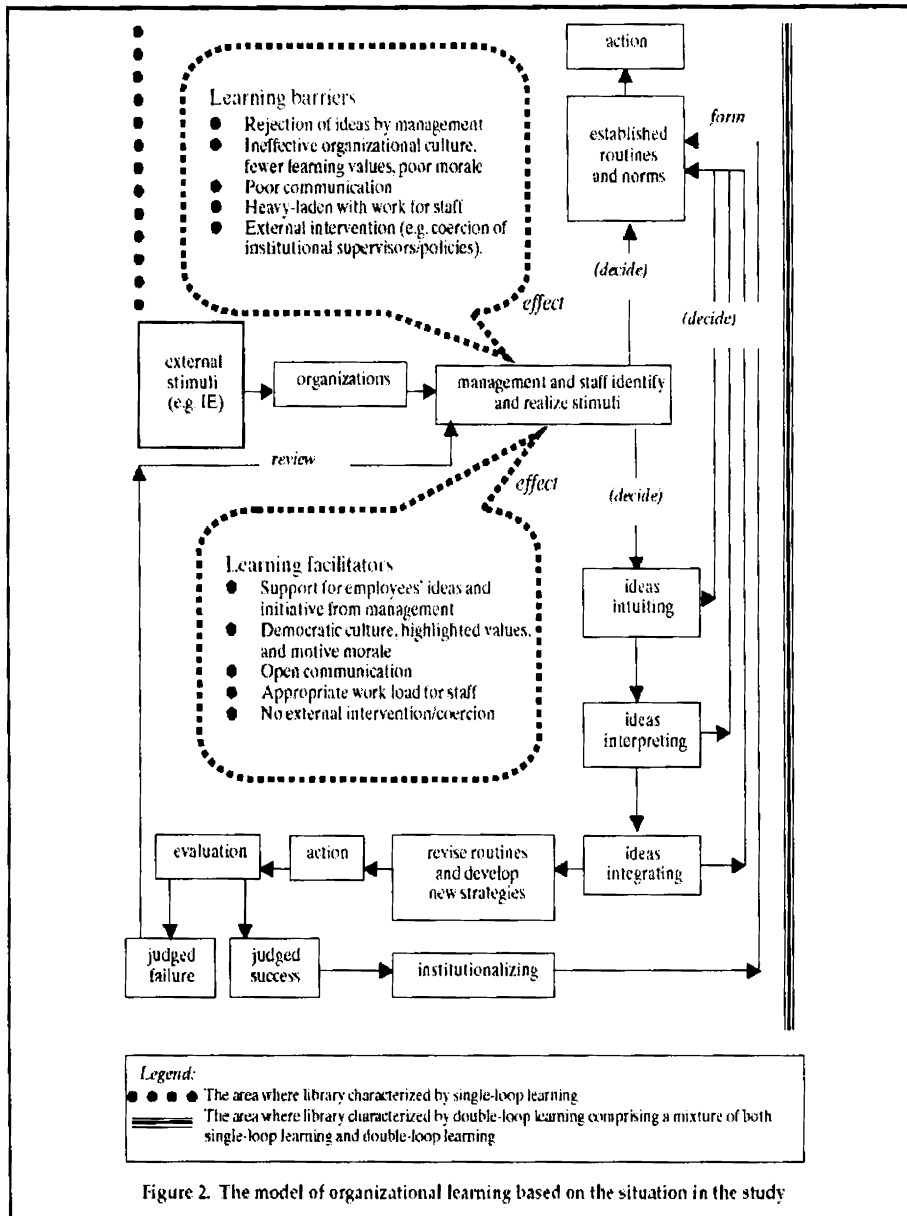 action
Learning barriers
● Rejection of ideas by management
● Ineffective organizational culture,
fewer learning values, poor morale
● Poor communication
● Heavy-laden with work for staff
● External intervention (e.g. coercion of
institutional supervisors/policies).
established
routines
and norms
form
(decide)
(decide)
effect
external
stimuli
(e.g. IE)
organizations
management and staff identify
and realize stimuli
review
effect
(decide)
Learning facilitators
● Support for employees' ideas and
initiative from management
● Democratic culture, highlighted values,
and motive morale
● Open communication
● Appropriate work load for staff
● No external intervention/coercion
ideas
intuiting
ideas
interpreting
evaluation
action
revise routines
and develop
new strategies
ideas
integrating
judged
failure
judged
success
institutionalizing
Legend:
The area where library characterized by single-loop learning
The area where library characterized by double-loop learning comprising a mixture of both
single-loop learning and double-loop learning
Figure 2. The model of organizational learning based on the situation in the study